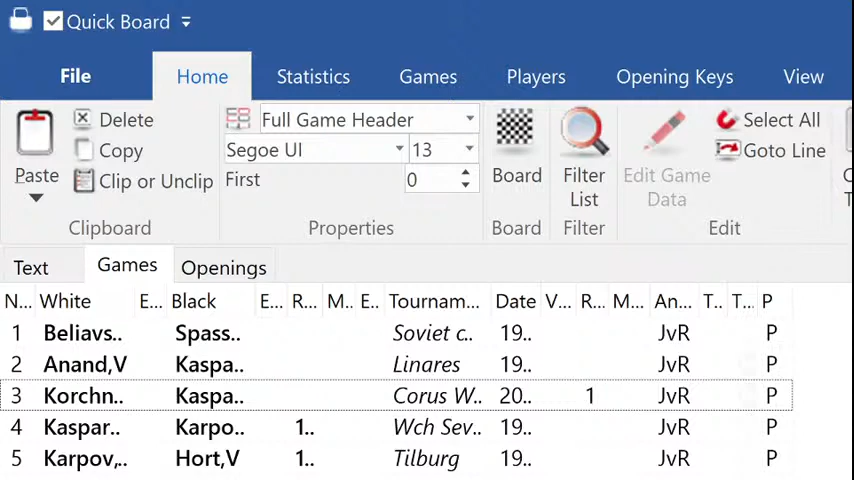 Quick Board
File Home Statistics Games Players Opening Keys View
Paste
Delete
Copy
Clip or Unclip
Clipboard
Full Game Header
Segoe UI 13
First 0
Properties
Board
Board
Filter
List
Filter
Edit Game
Data
Select All
Goto Line
Edit
Text Games Openings
N... White E... Black E... R... M... E... Tournam... Date V... R... M... An... T.. T... P
1 Beliavs.. Spass.. Soviet c.. 19.. JvR P
2 Anand,V Kaspa.. Linares 19.. JvR P
3 Korchn.. Kaspa.. Corus W.. 20.. 1 JvR P
4 Kaspar.. Karpo.. 1.. Wch Sev.. 19.. JvR P
5 Karpov,.. Hort,V 1.. Tilburg 19.. JvR P